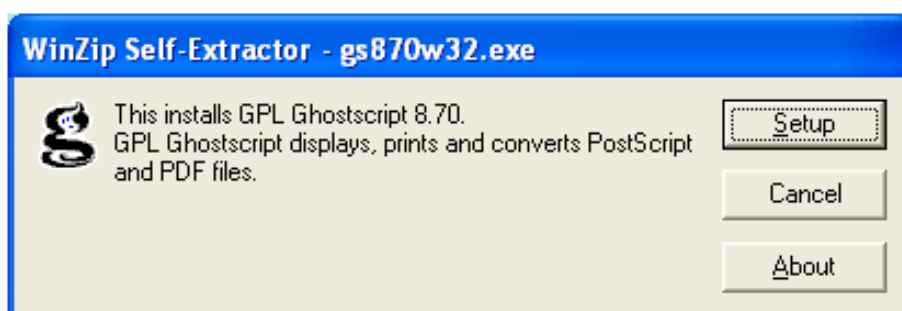 WinZip Self-Extractor - gs870w32.exe
This installs GPL Ghostscript 8.70.
GPL Ghostscript displays, prints and converts PostScript
and PDF files.
Setup
Cancel
About